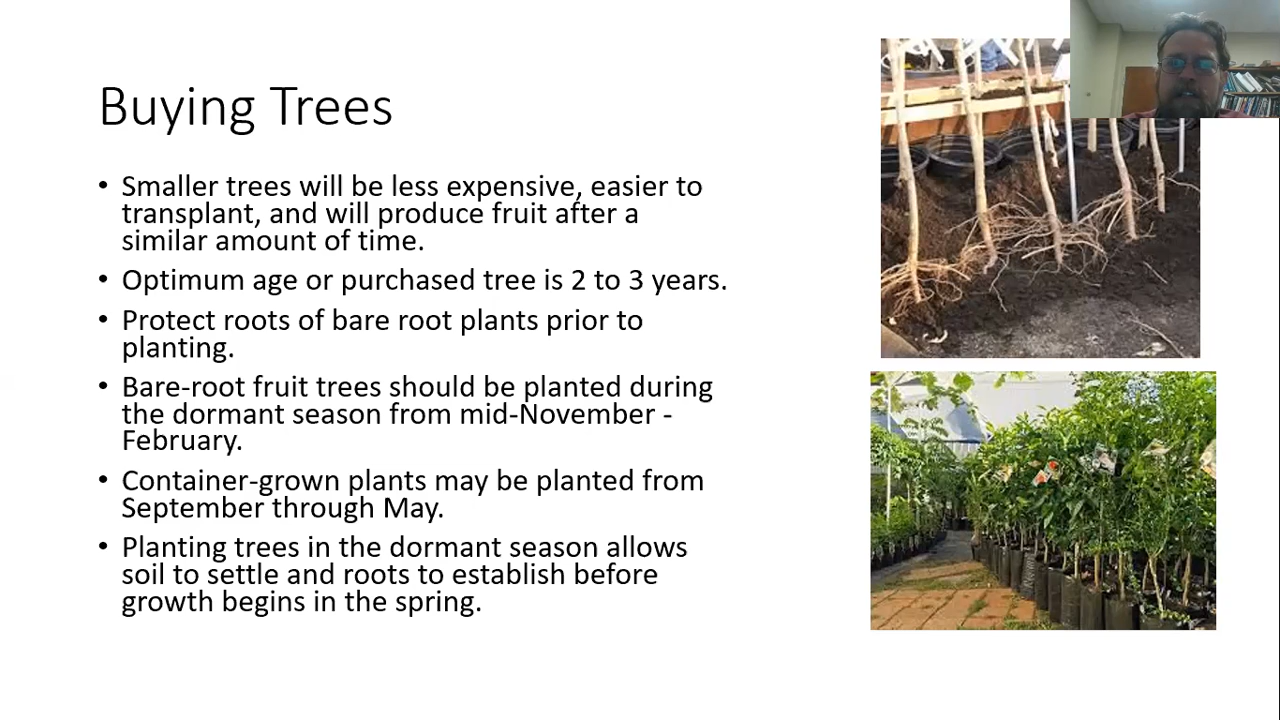 Buying Trees
• Smaller trees will be less expensive, easier to
transplant, and will produce fruit after a
similar amount of time.
• Optimum age or purchased tree is 2 to 3 years.
• Protect roots of bare root plants prior to
planting.
• Bare-root fruit trees should be planted during
the dormant season from mid-November -
February.
• Container-grown plants may be planted from
September through May.
• Planting trees in the dormant season allows
soil to settle and roots to establish before
growth begins in the spring.